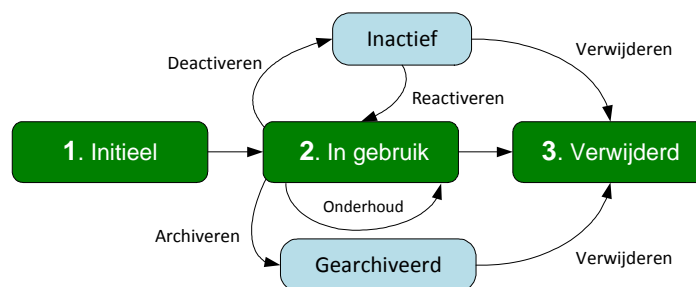 Inactief
Deactiveren
Verwijderen
Reactiveren
1. Initieel
2. In gebruik
3. Verwijderd
Onderhoud
Archiveren
Gearchiveerd
Verwijderen